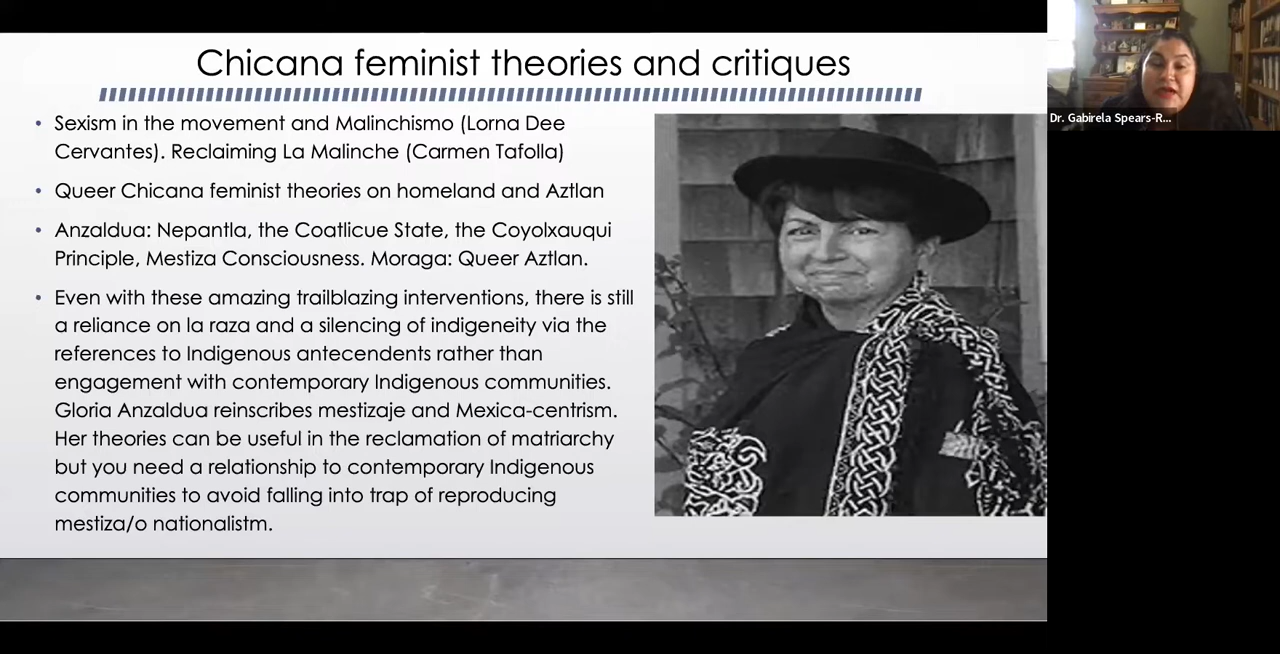 Chicana feminist theories and critiques
• Sexism in the movement and Malinchismo (Lorna Dee
Cervantes). Reclaiming La Malinche (Carmen Tafolla)
• Queer Chicana feminist theories on homeland and Aztlan
• Anzaldua: Nepantla, the Coatlicue State, the Coyolxauqui
Principle, Mestiza Consciousness. Moraga: Queer Aztlan.
• Even with these amazing trailblazing interventions, there is still
a reliance on la raza and a silencing of indigeneity via the
references to Indigenous antecendents rather than
engagement with contemporary Indigenous communities.
Gloria Anzaldua reinscribes mestizaje and Mexica-centrism.
Her theories can be useful in the reclamation of matriarchy
but you need a relationship to contemporary Indigenous
communities to avoid falling into trap of reproducing
mestiza/o nationalistm.
Dr. Gabirela Spears-R...